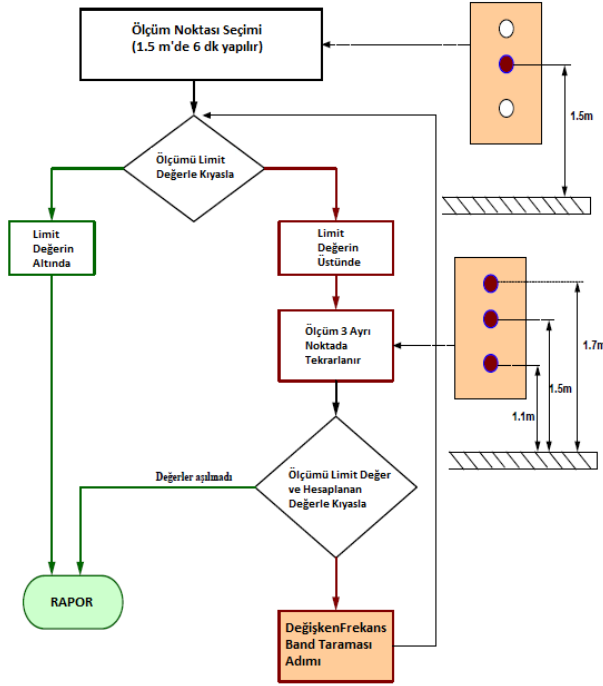 Ölçüm Noktası Seçimi
(1.5 m'de 6 dk yapılır)
1.5m
Ölçümü Limit
Değerle Kıyasla
Limit
Değerin
Altında
Limit
Değerin
Üstünde
Ölçüm 3 Ayrı
Noktada
Tekrarlanır
1.7m
1.5m
1.1m
Değerler aşılmadı
Ölçümü Limit Değer
ve Hesaplanan
Değerle Kıyasla
RAPOR
DeğişkenFrekans
Band Taraması
Adımı